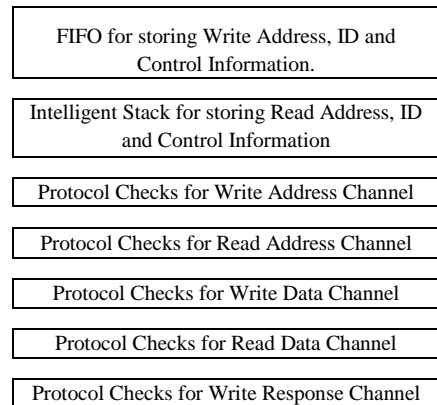 FIFO for storing Write Address, ID and
Control Information.
Intelligent Stack for storing Read Address, ID
and Control Information
Protocol Checks for Write Address Channel
Protocol Checks for Read Address Channel
Protocol Checks for Write Data Channel
Protocol Checks for Read Data Channel
Protocol Checks for Write Response Channel